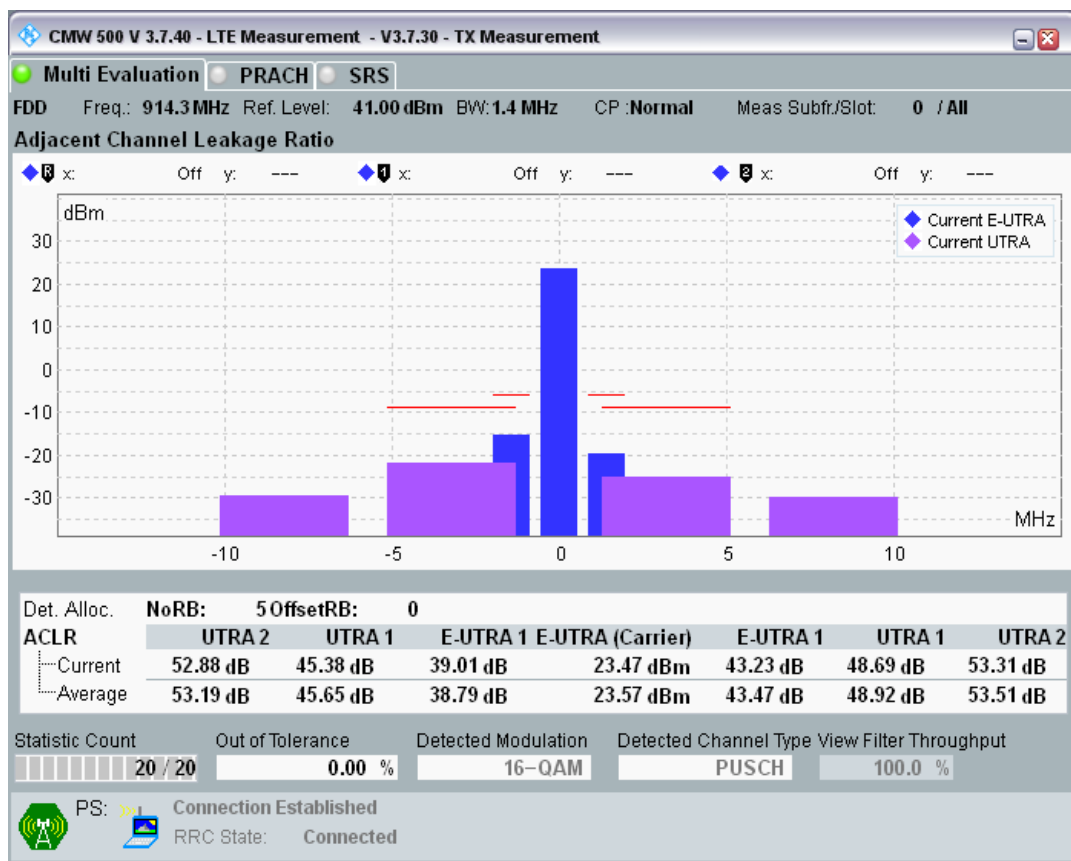 CMW 500 V 3.7.40 - LTE Measurement - V3.7.30 - TX Measurement
Multi Evaluation PRACH SRS
FDD Freq.: 914.3 MHz Ref. Level: 41.00 dBm BW: 1.4 MHz CP :Normal Meas Subfr./Slot: 0 / All
Adjacent Channel Leakage Ratio
R x: Off y: --- 1 x: Off y: --- 2 x: Off y: ---
dBm
Current E-UTRA
Current UTRA
30
20
10
0
-10
-20
-30
MHz
-10 -5 0 5 10
Det. Alloc. NoRB: 5 OffsetRB: 0
ACLR UTRA 2 UTRA 1 E-UTRA 1 E-UTRA (Carrier) E-UTRA 1 UTRA 1 UTRA 2
Current 52.88 dB 45.38 dB 39.01 dB 23.47 dBm 43.23 dB 48.69 dB 53.31 dB
Average 53.19 dB 45.65 dB 38.79 dB 23.57 dBm 43.47 dB 48.92 dB 53.51 dB
Statistic Count Out of Tolerance Detected Modulation Detected Channel Type View Filter Throughput
20 / 20 0.00 % 16-QAM PUSCH 100.0 %
PS: Connection Established
RRC State: Connected